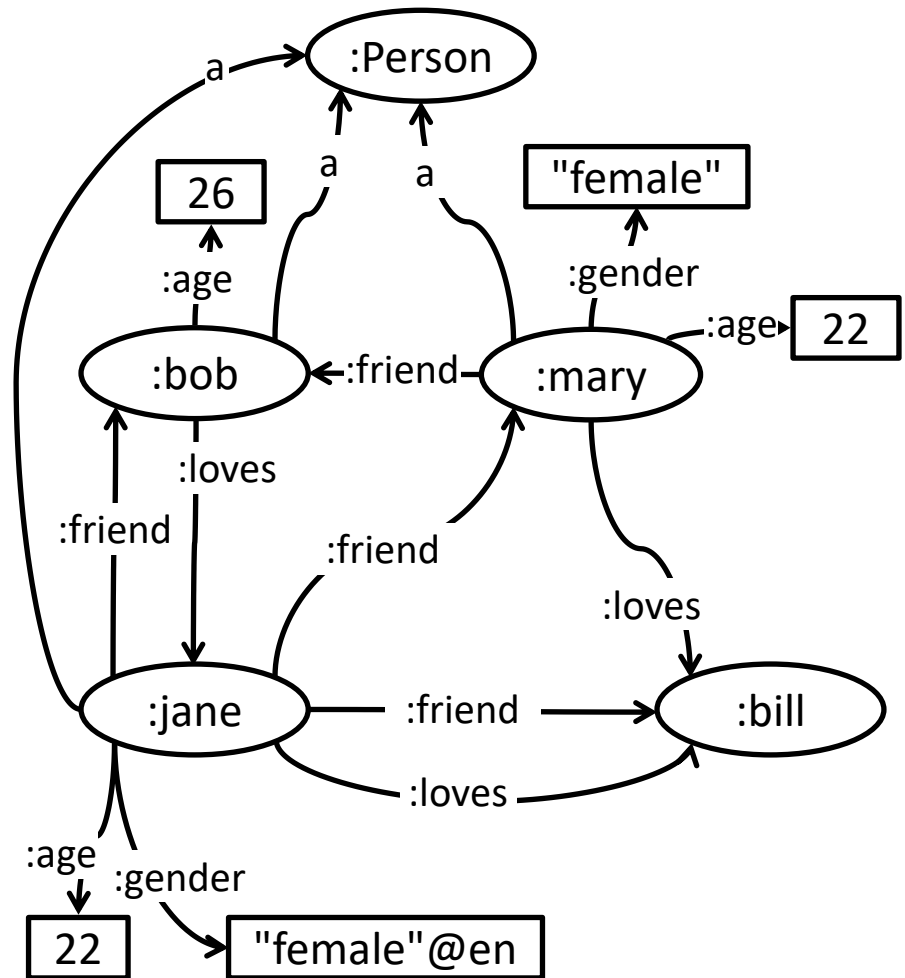 :Person
a
a
a
"female"
26
:gender
:age
:age
22
:bob
:friend
:mary
:loves
:friend
:friend
:loves
:jane
:friend
:bill
:loves
:age
:gender
22
"female"@en